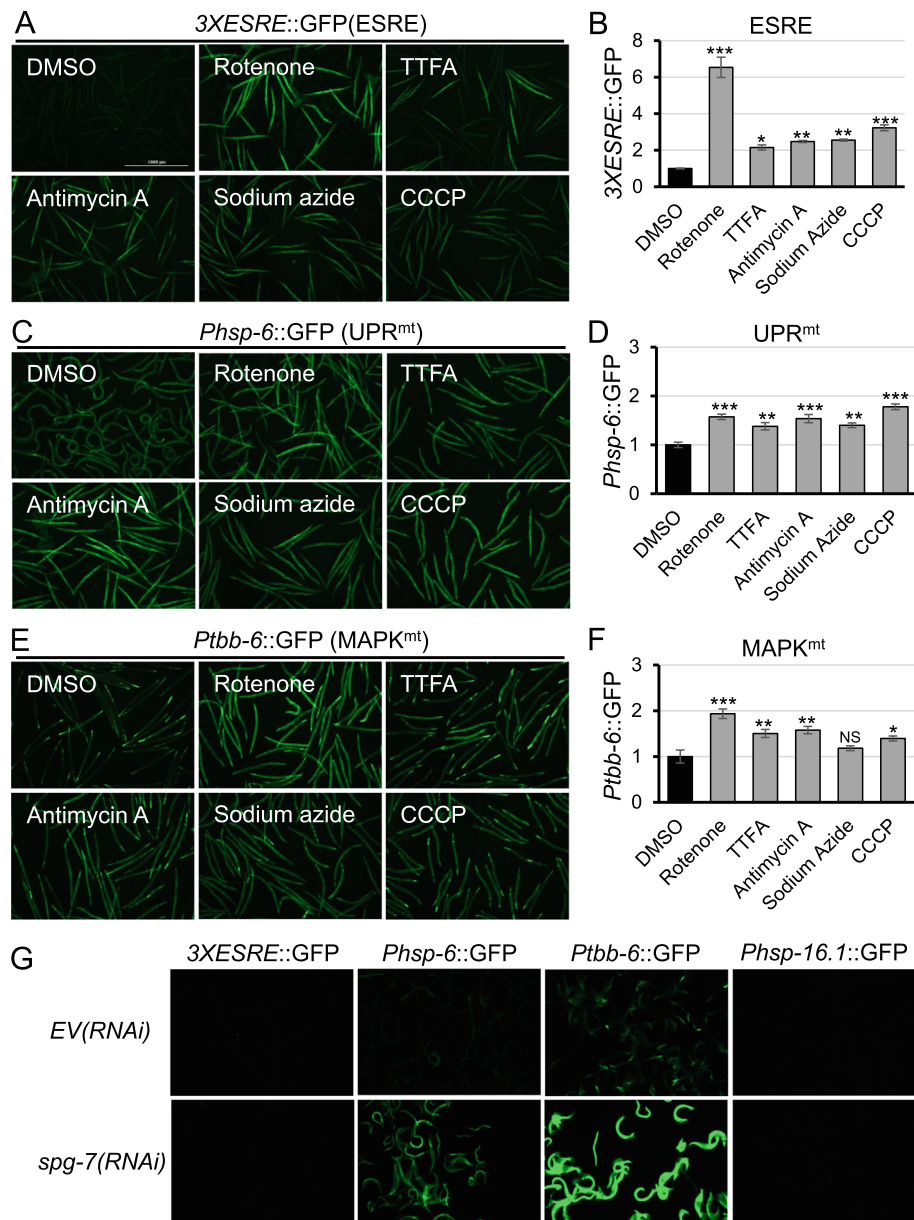 A
3XESRE::GFP(ESRE)
DMSO
Rotenone
TTFA
1000 µm
Antimycin A
Sodium azide
CCCP
B
ESRE
3XESRE::GFP
8
6
4
2
0
***
*
**
**
***
DMSO
Rotenone
TTFA
Antimycin A
Sodium Azide
CCCP
C
Phsp-6::GFP (UPRmt)
DMSO
Rotenone
TTFA
Antimycin A
Sodium azide
CCCP
D
UPRmt
Phsp-6::GFP
3
2
1
0
***
**
***
**
***
DMSO
Rotenone
TTFA
Antimycin A
Sodium Azide
CCCP
E
Ptbb-6::GFP (MAPKmt)
DMSO
Rotenone
TTFA
Antimycin A
Sodium azide
CCCP
F
MAPKmt
Ptbb-6::GFP
3
2
1
0
***
**
**
NS
*
DMSO
Rotenone
TTFA
Antimycin A
Sodium Azide
CCCP
G
3XESRE::GFP
Phsp-6::GFP
Ptbb-6::GFP
Phsp-16.1::GFP
EV(RNAi)
spg-7(RNAi)